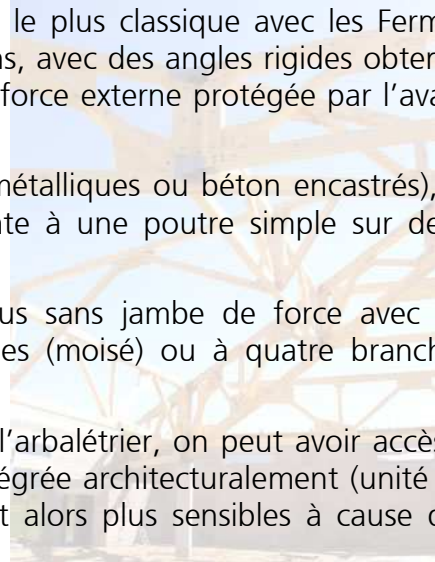 le plus classique avec les Ferm
ns, avec des angles rigides obten
force externe protégée par l'ava
métalliques ou béton encastrés),
te à une poutre simple sur de
us sans jambe de force avec
es (moisé) ou à quatre branch
l'arbalétrier, on peut avoir accès
égrée architecturalement (unité
t alors plus sensibles à cause d